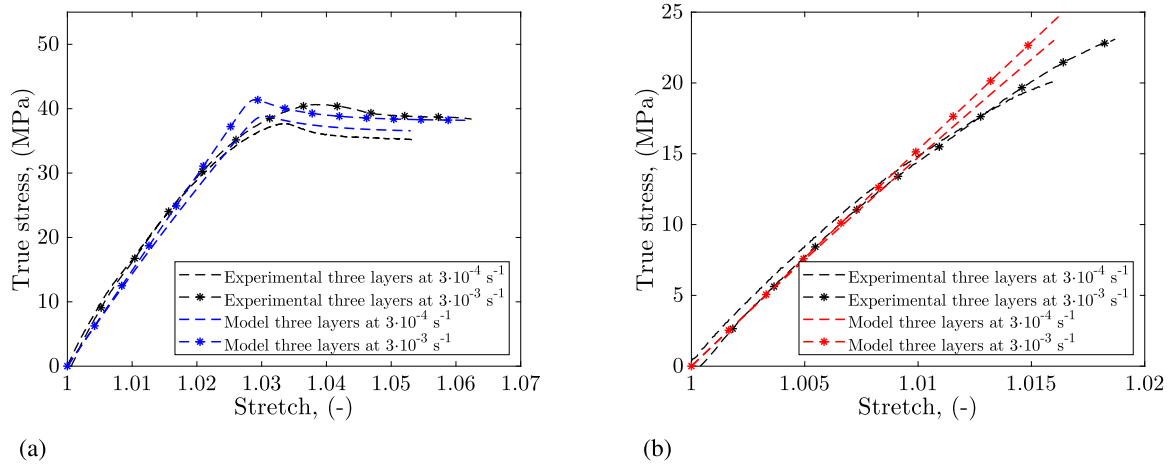 50
40
30
20
10
0
True stress, (MPa)
Experimental three layers at 3·10⁻⁴ s⁻¹
Experimental three layers at 3·10⁻³ s⁻¹
Model three layers at 3·10⁻⁴ s⁻¹
Model three layers at 3·10⁻³ s⁻¹
1 1.01 1.02 1.03 1.04 1.05 1.06 1.07
Stretch, (-)
(a)
25
20
15
10
5
0
True stress, (MPa)
Experimental three layers at 3·10⁻⁴ s⁻¹
Experimental three layers at 3·10⁻³ s⁻¹
Model three layers at 3·10⁻⁴ s⁻¹
Model three layers at 3·10⁻³ s⁻¹
1 1.005 1.01 1.015 1.02
Stretch, (-)
(b)